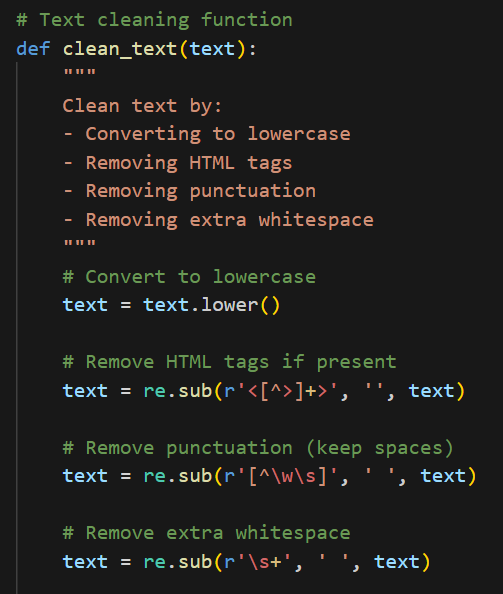 # Text cleaning function
def clean_text(text):
    """
    Clean text by:
    - Converting to lowercase
    - Removing HTML tags
    - Removing punctuation
    - Removing extra whitespace
    """
    # Convert to lowercase
    text = text.lower()

    # Remove HTML tags if present
    text = re.sub(r'<[^>]+>', '', text)

    # Remove punctuation (keep spaces)
    text = re.sub(r'[^\w\s]', ' ', text)

    # Remove extra whitespace
    text = re.sub(r'\s+', ' ', text)